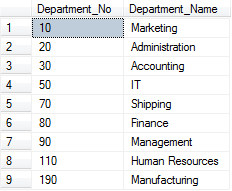 Department_No Department_Name
1 10 Marketing
2 20 Administration
3 30 Accounting
4 50 IT
5 70 Shipping
6 80 Finance
7 90 Management
8 110 Human Resources
9 190 Manufacturing